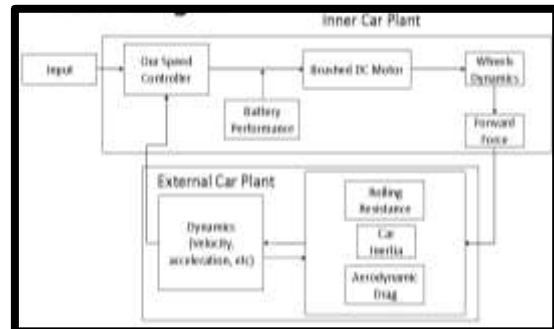 Inner Car Plant
Input
Our Speed
Controller
Brushed DC Motor
Wheels
Dynamics
Battery
Performance
Forward
Force
External Car Plant
Dynamics
(velocity,
acceleration, etc)
Rolling
Resistance
Car
Inertia
Aerodynamic
Drag